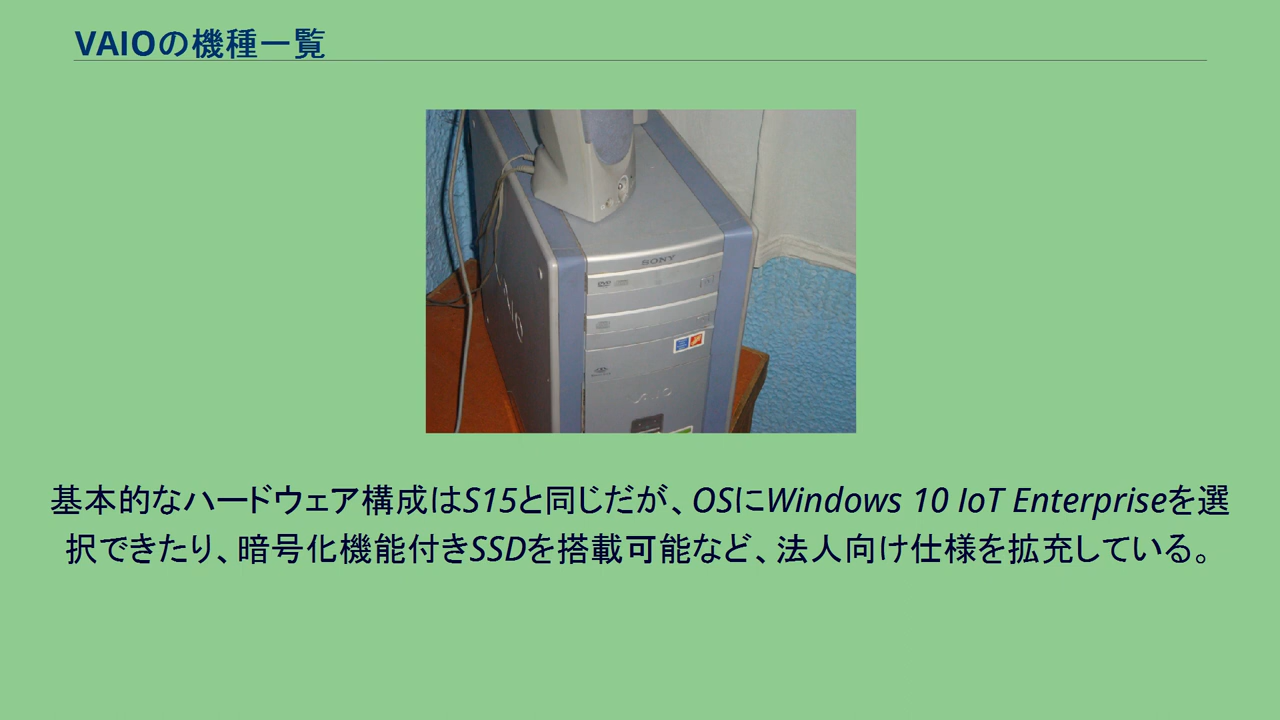 VAIOの機種一覧
SONY
VAIO
VAIO
基本的なハードウェア構成はS15と同じだが、OSにWindows 10 IoT Enterpriseを選
択できたり、暗号化機能付きSSDを搭載可能など、法人向け仕様を拡充している。